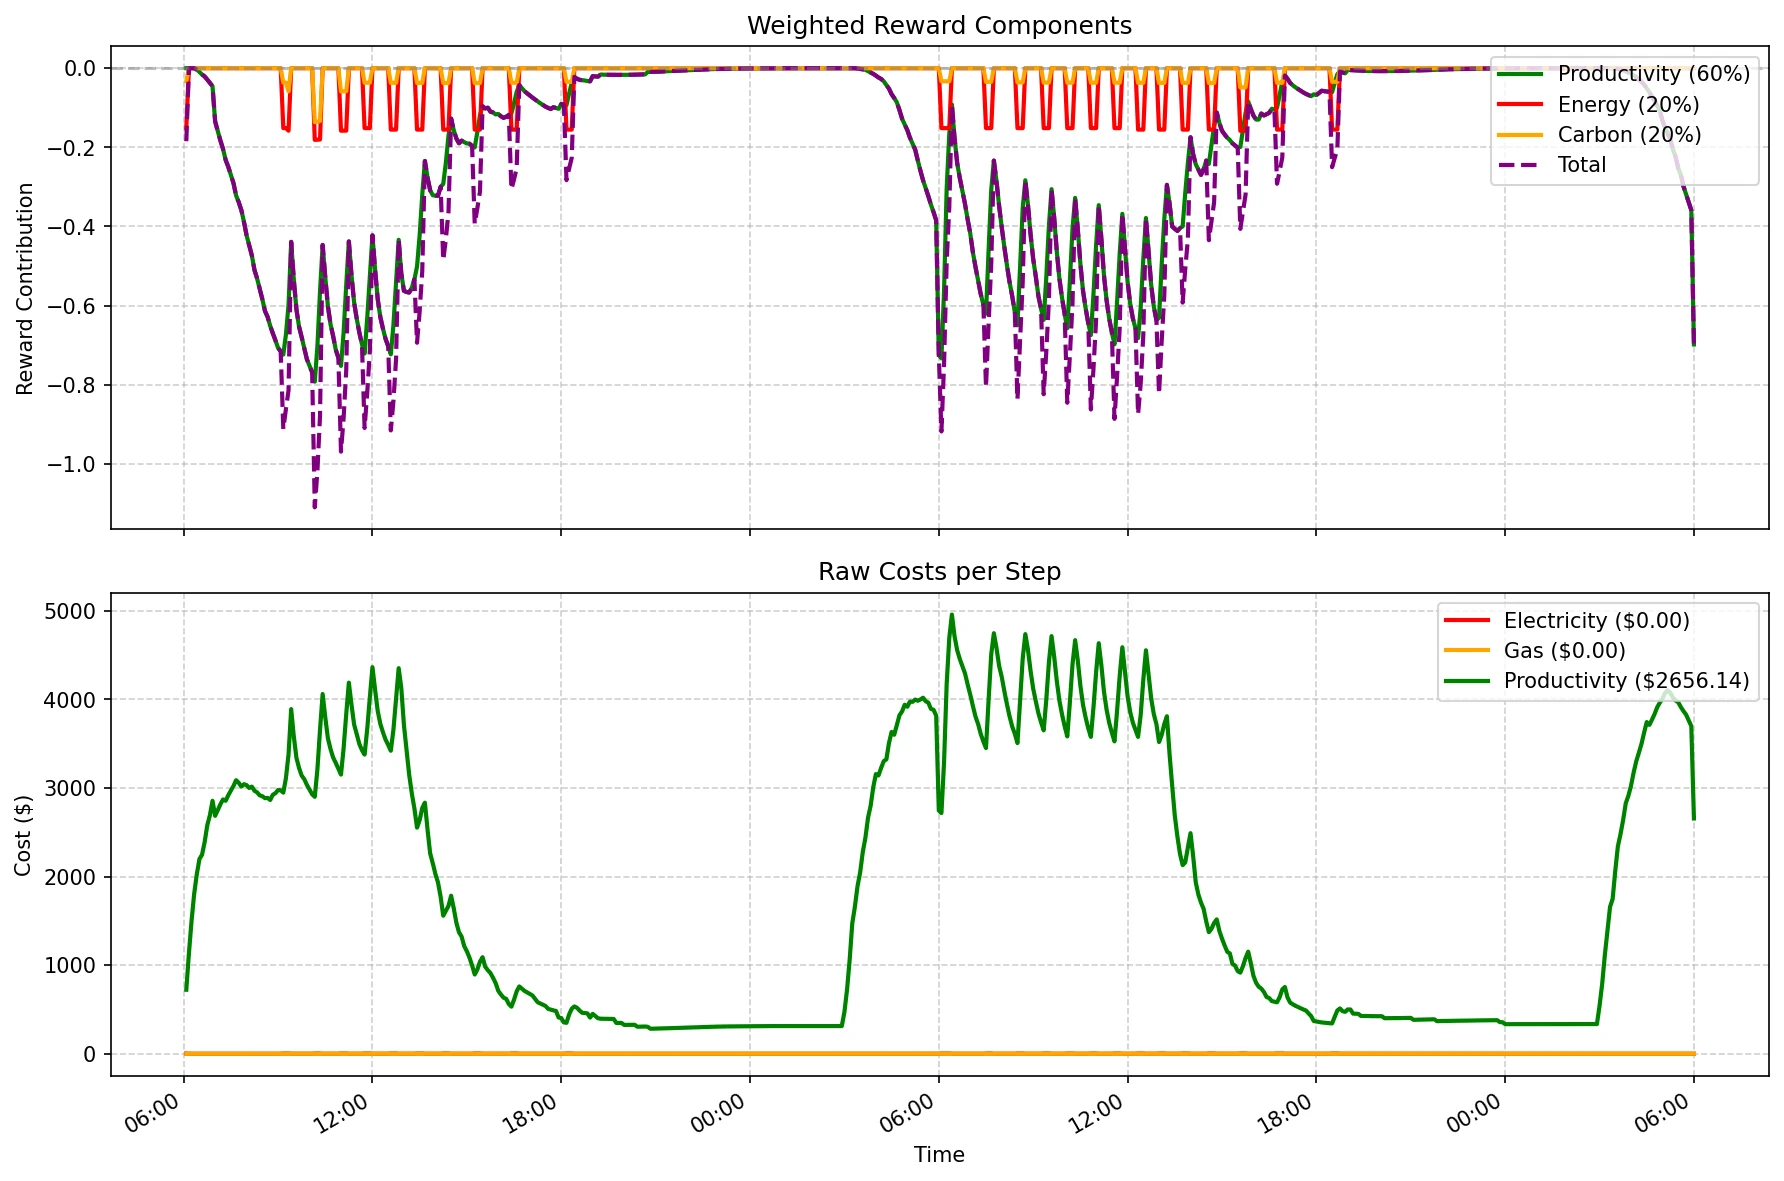 Weighted Reward Components
Reward Contribution
0.0
−0.2
−0.4
−0.6
−0.8
−1.0
Productivity (60%)
Energy (20%)
Carbon (20%)
Total
Raw Costs per Step
Cost ($)
5000
4000
3000
2000
1000
0
Electricity ($0.00)
Gas ($0.00)
Productivity ($2656.14)
06:00 12:00 18:00 00:00 06:00 12:00 18:00 00:00 06:00
Time